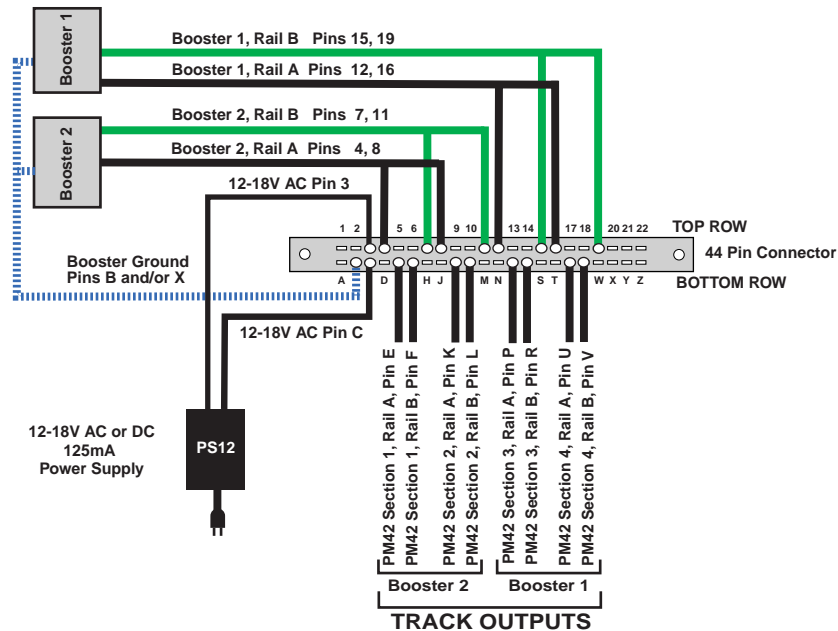 Booster 1
Booster 1, Rail B Pins 15, 19
Booster 1, Rail A Pins 12, 16
Booster 2
Booster 2, Rail B Pins 7, 11
Booster 2, Rail A Pins 4, 8
12-18V AC Pin 3
1 2 5 6 9 10 13 14 17 18 20 21 22
TOP ROW
44 Pin Connector
BOTTOM ROW
A D H J M N S T W X Y Z
Booster Ground
Pins B and/or X
12-18V AC Pin C
12-18V AC or DC
125mA
Power Supply
PS12
PM42 Section 1, Rail A, Pin E
PM42 Section 1, Rail B, Pin F
PM42 Section 2, Rail A, Pin K
PM42 Section 2, Rail B, Pin L
PM42 Section 3, Rail A, Pin P
PM42 Section 3, Rail B, Pin R
PM42 Section 4, Rail A, Pin U
PM42 Section 4, Rail B, Pin V
Booster 2
Booster 1
TRACK OUTPUTS